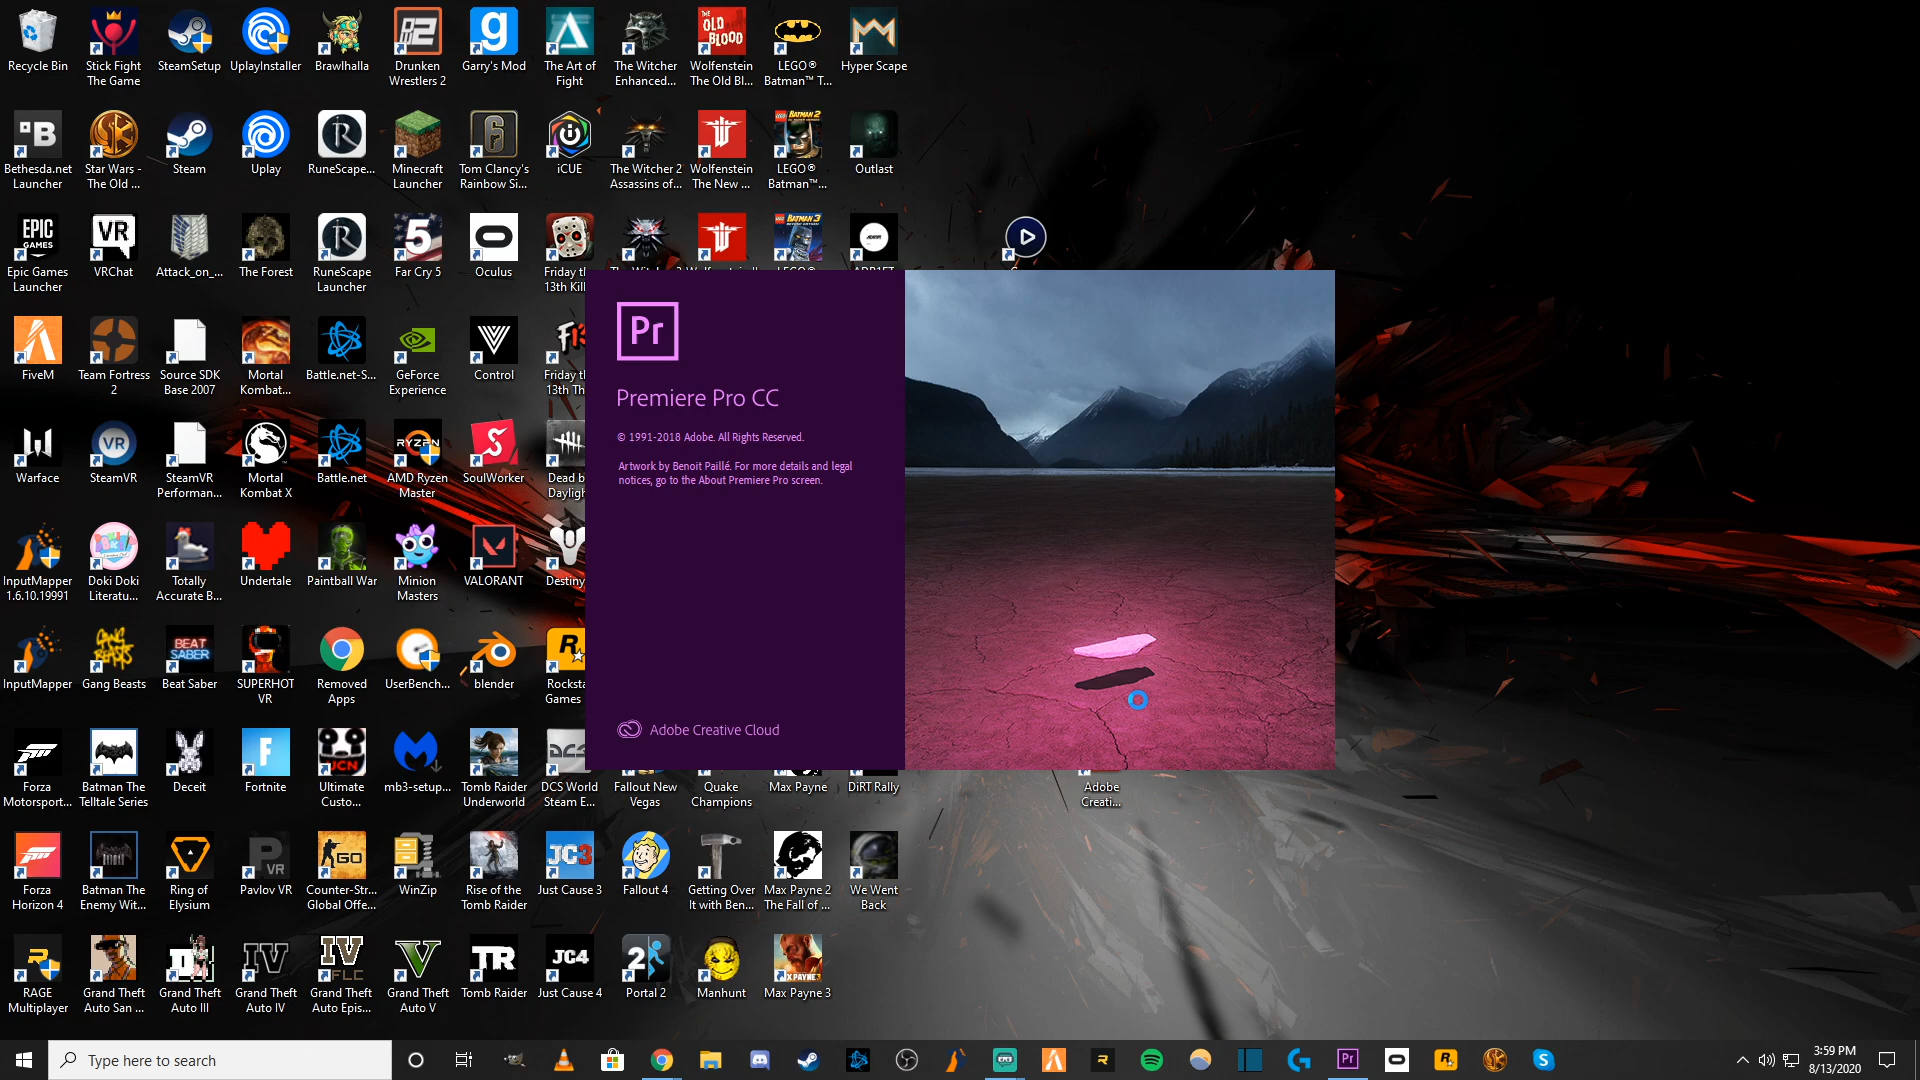 Recycle Bin
Stick Fight
The Game
SteamSetup
UplayInstaller
Brawlhalla
Drunken
Wrestlers 2
Garry's Mod
The Art of
Fight
The Witcher
Enhanced...
Wolfenstein
The Old Bl...
LEGO®
Batman™ T...
Hyper Scape
Bethesda.net
Launcher
Star Wars -
The Old ...
Steam
Uplay
RuneScape...
Minecraft
Launcher
Tom Clancy's
Rainbow Si...
iCUE
The Witcher 2
Assassins of...
Wolfenstein
The New ...
LEGO®
Batman™...
Outlast
Epic Games
Launcher
VRChat
Attack_on_...
The Forest
RuneScape
Launcher
Far Cry 5
Oculus
Friday th
13th Kill
FiveM
Team Fortress
2
Source SDK
Base 2007
Mortal
Kombat...
Battle.net-S...
GeForce
Experience
Control
Friday th
13th Th
Warface
SteamVR
SteamVR
Performan...
Mortal
Kombat X
Battle.net
AMD Ryzen
Master
SoulWorker
Dead b
Dayligh
InputMapper
1.6.10.19991
Doki Doki
Literatu...
Totally
Accurate B...
Undertale
Paintball War
Minion
Masters
VALORANT
Destiny
InputMapper
Gang Beasts
Beat Saber
SUPERHOT
VR
Removed
Apps
UserBench...
blender
Rocksta
Games
Forza
Motorsport...
Batman The
Telltale Series
Deceit
Fortnite
Ultimate
Custo...
mb3-setup...
Tomb Raider
Underworld
DCS World
Steam E...
Fallout New
Vegas
Quake
Champions
Max Payne
DiRT Rally
Adobe
Creati...
Forza
Horizon 4
Batman The
Enemy Wit...
Ring of
Elysium
Pavlov VR
Counter-Str...
Global Offe...
WinZip
Rise of the
Tomb Raider
Just Cause 3
Fallout 4
Getting Over
It with Ben...
Max Payne 2
The Fall of ...
We Went
Back
RAGE
Multiplayer
Grand Theft
Auto San ...
Grand Theft
Auto III
Grand Theft
Auto IV
Grand Theft
Auto Epis...
Grand Theft
Auto V
Tomb Raider
Just Cause 4
Portal 2
Manhunt
Max Payne 3
Pr
Premiere Pro CC
© 1991-2018 Adobe. All Rights Reserved.
Artwork by Benoit Paillé. For more details and legal
notices, go to the About Premiere Pro screen.
Adobe Creative Cloud
Type here to search
3:59 PM
8/13/2020